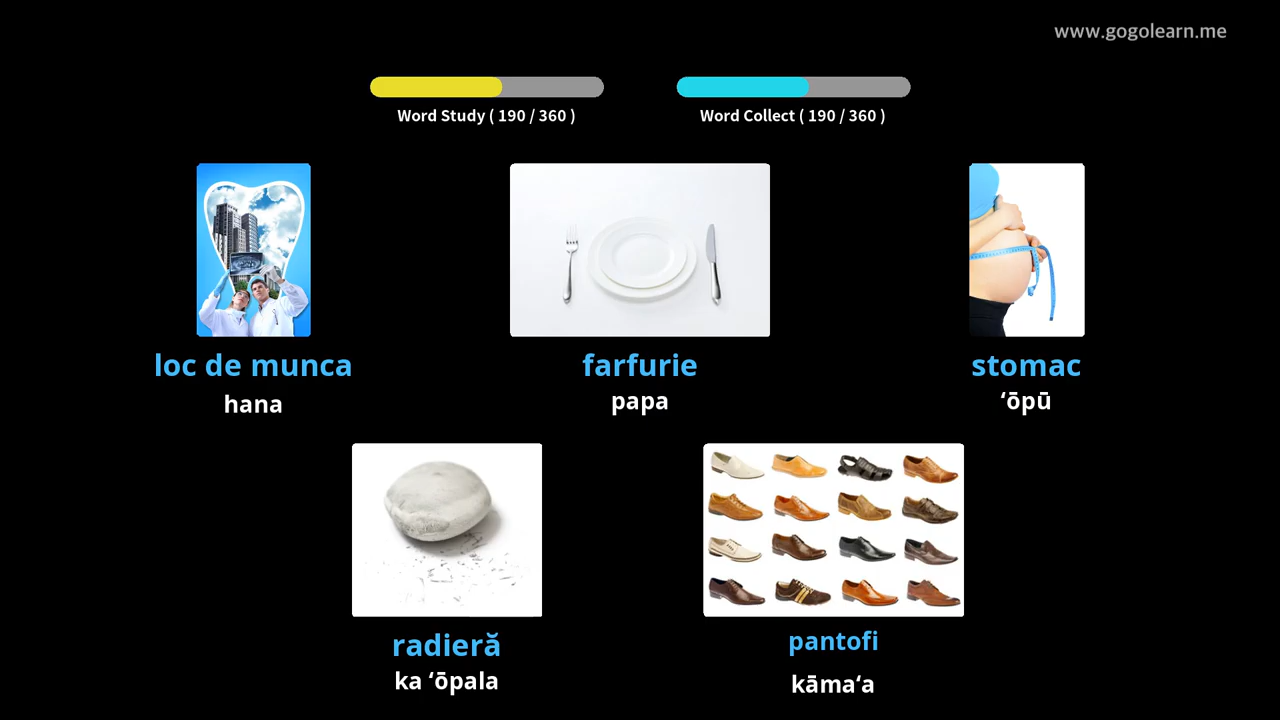 www.gogolearn.me
Word Study ( 190 / 360 )
Word Collect ( 190 / 360 )
loc de munca
hana
farfurie
papa
stomac
ʻōpū
radieră
ka ʻōpala
pantofi
kāmaʻa